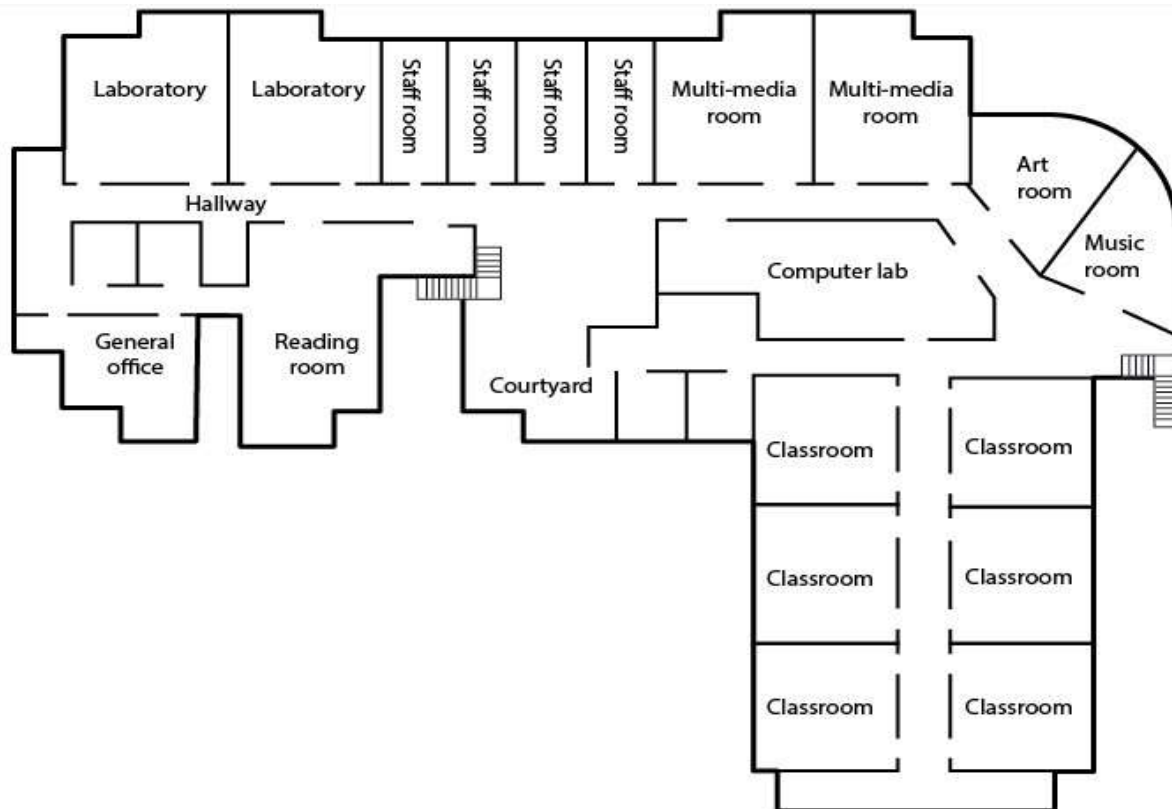 Laboratory
Laboratory
Staff room
Staff room
Staff room
Staff room
Multi-media
room
Multi-media
room
Art
room
Hallway
Music
room
Computer lab
General
office
Reading
room
Courtyard
Classroom
Classroom
Classroom
Classroom
Classroom
Classroom